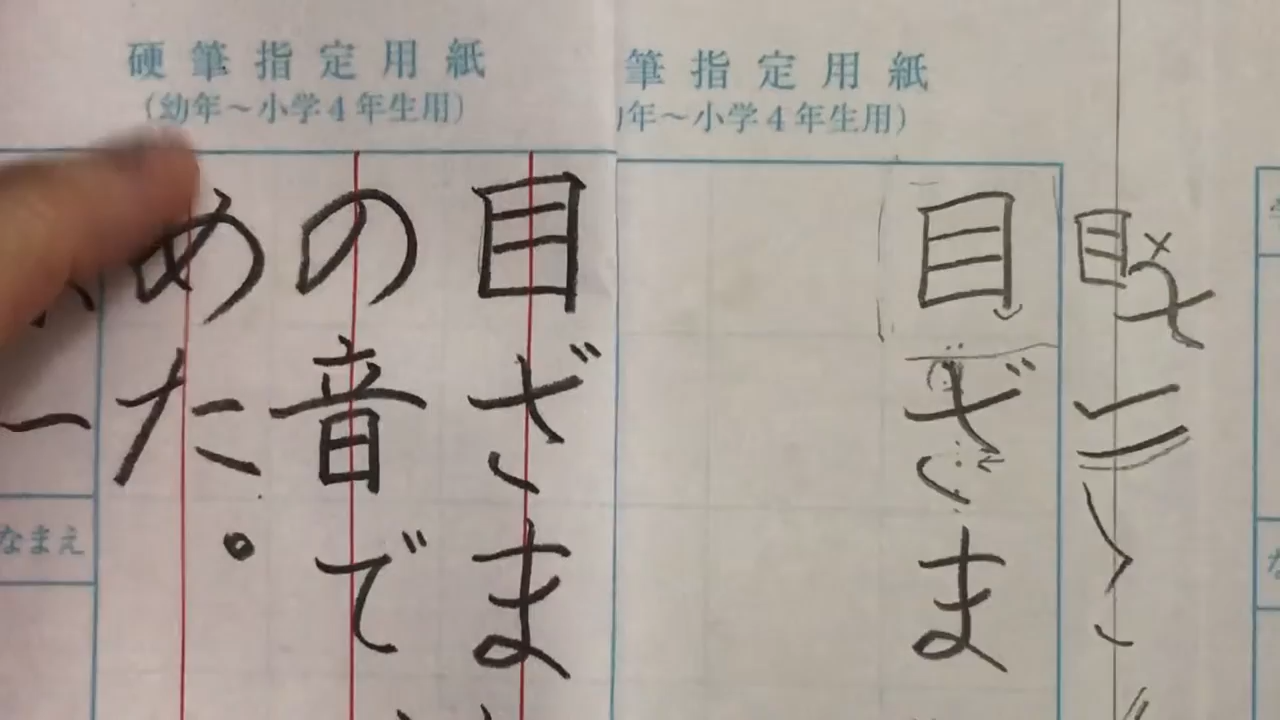 硬筆指定用紙
(幼年～小学4年生用)
目ざま
の音で
めた。
なまえ
筆指定用紙
年～小学4年生用)
目ざま
目